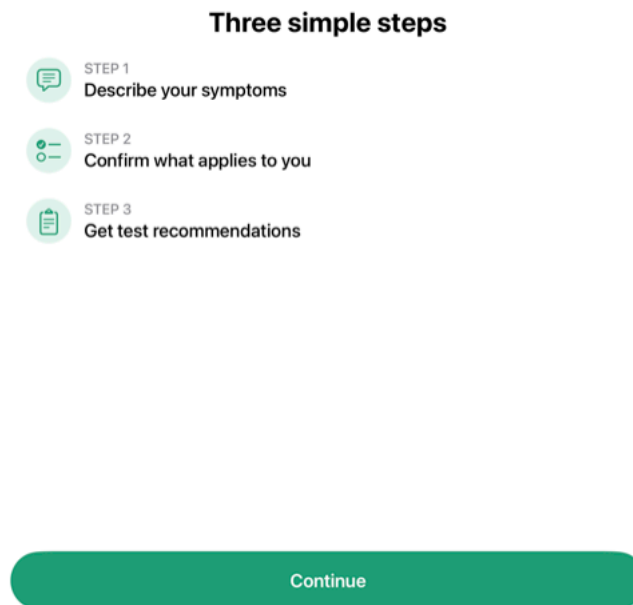 Three simple steps
STEP 1
Describe your symptoms
STEP 2
Confirm what applies to you
STEP 3
Get test recommendations
Continue